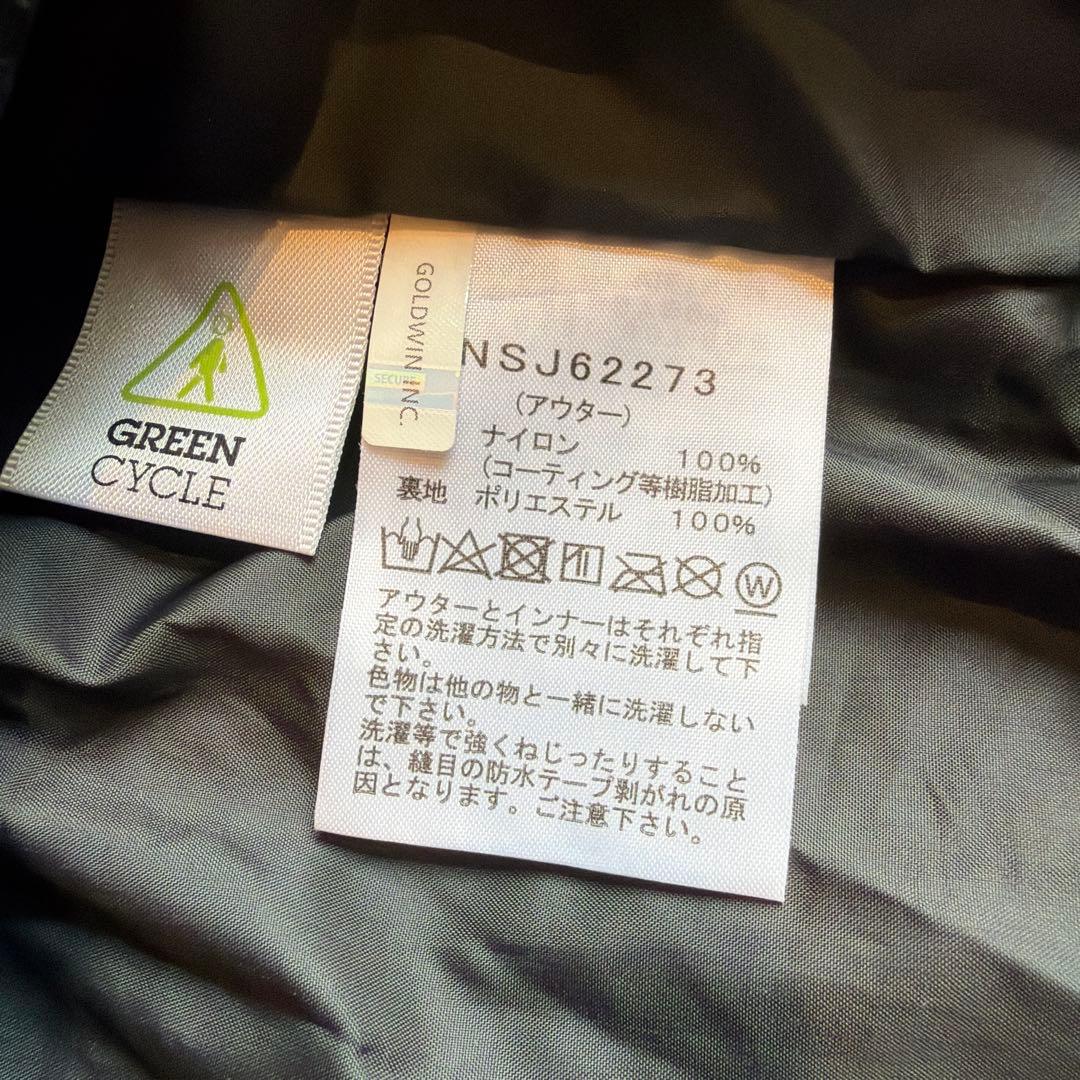 GREEN
CYCLE
GOLDWIN INC.
SECURE
NSJ62273
(アウター)
ナイロン 100%
(コーティング等樹脂加工)
裏地 ポリエステル 100%
W
アウターとインナーはそれぞれ指
定の洗濯方法で別々に洗濯して下
さい。
色物は他の物と一緒に洗濯しない
で下さい。
洗濯等で強くねじったりすること
は、縫目の防水テープ剥がれの原
因となります。ご注意下さい。